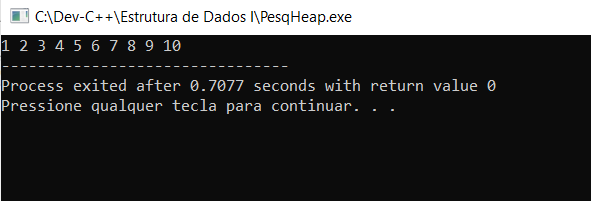 C:\Dev-C++\Estrutura de Dados I\PesqHeap.exe
1 2 3 4 5 6 7 8 9 10
--------------------------------
Process exited after 0.7077 seconds with return value 0
Pressione qualquer tecla para continuar. . .